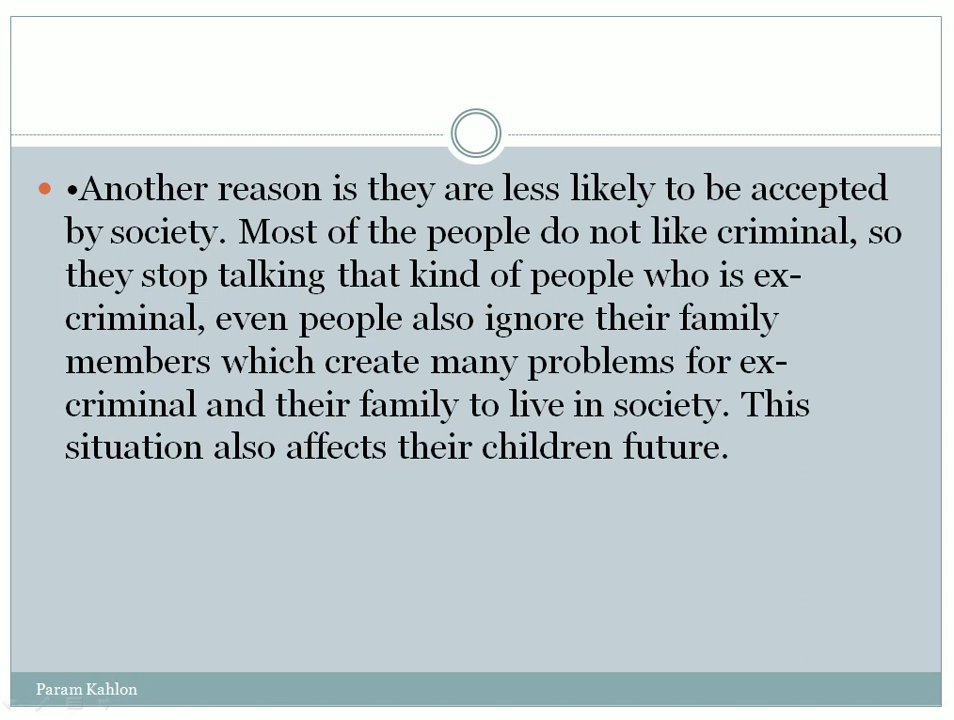 •Another reason is they are less likely to be accepted
by society. Most of the people do not like criminal, so
they stop talking that kind of people who is ex-
criminal, even people also ignore their family
members which create many problems for ex-
criminal and their family to live in society. This
situation also affects their children future.
Param Kahlon